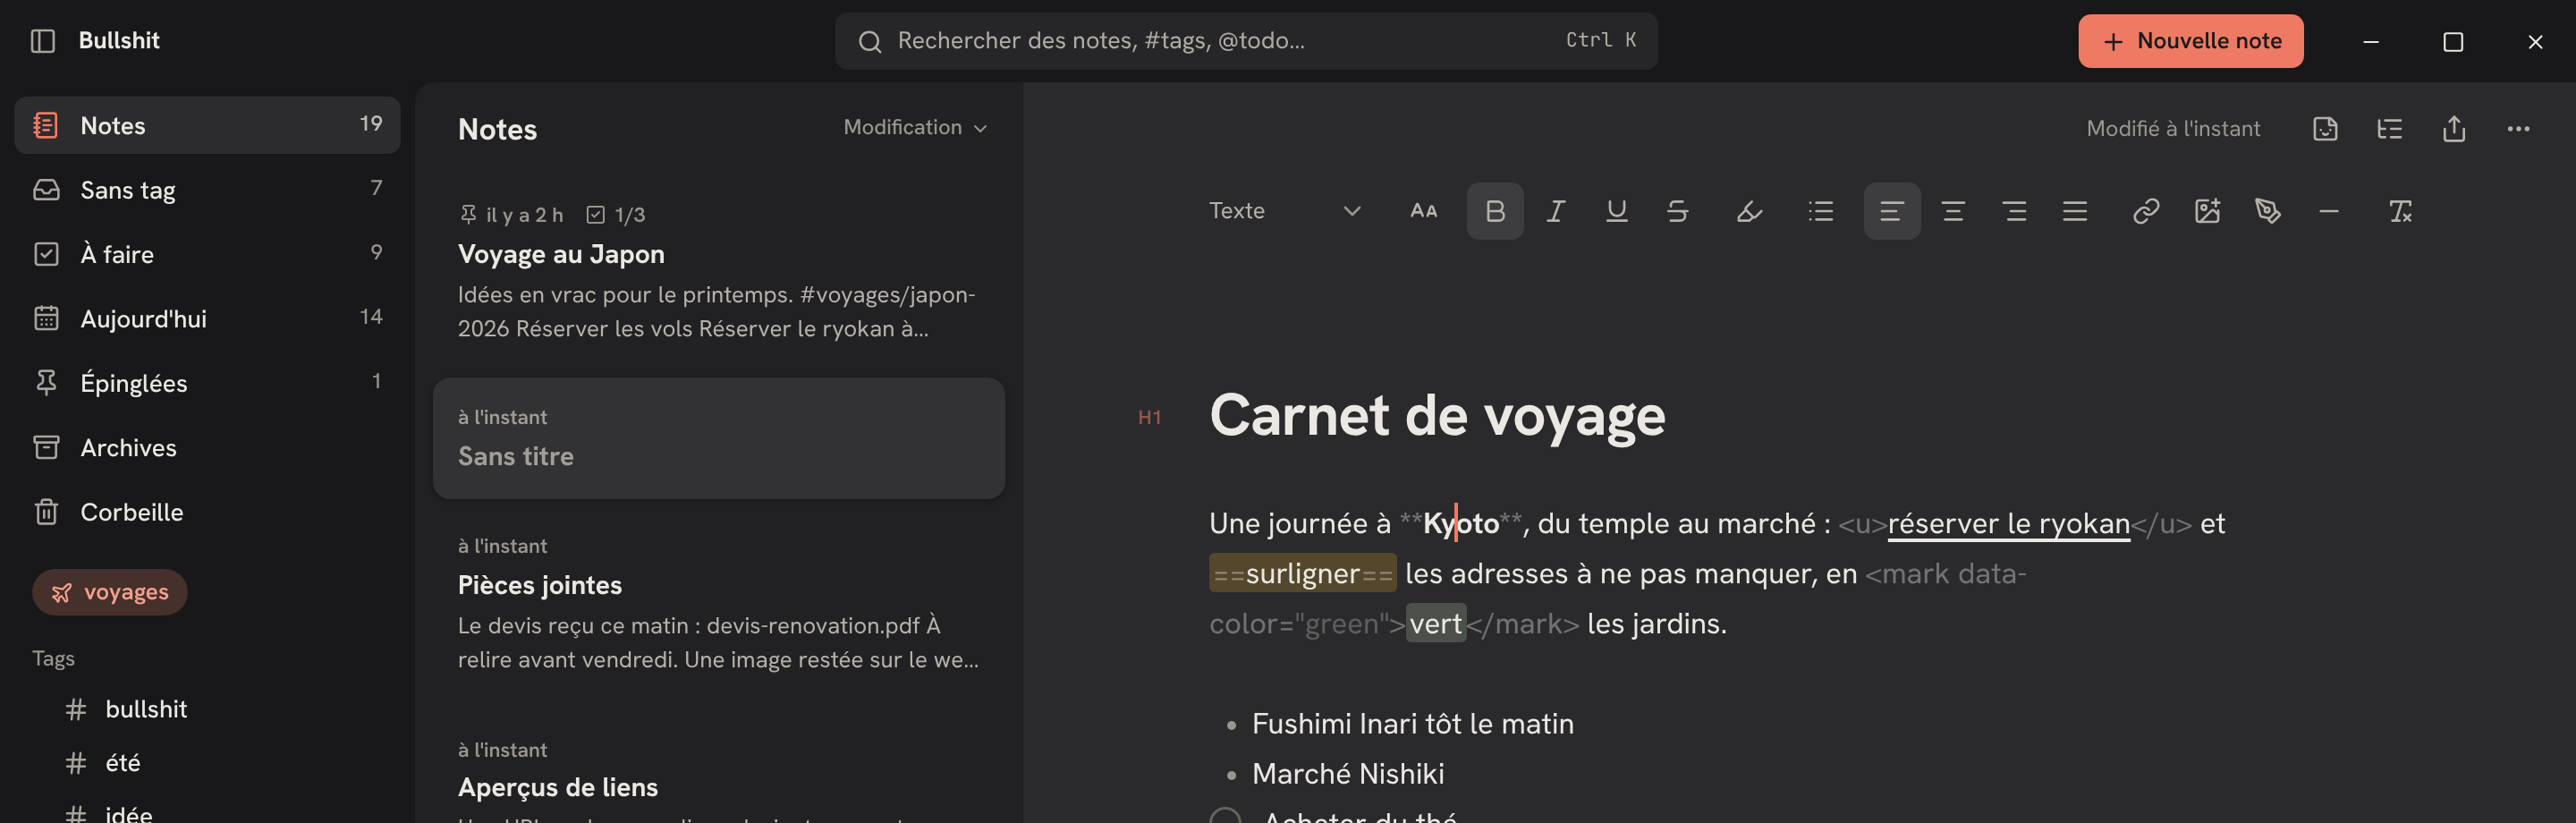 Bullshit
Rechercher des notes, #tags, @todo...
Ctrl K
Nouvelle note
Notes 19
Sans tag 7
À faire 9
Aujourd'hui 14
Épinglées 1
Archives
Corbeille
voyages
Tags
# bullshit
# été
# idée
Notes
Modification
il y a 2 h 1/3
Voyage au Japon
Idées en vrac pour le printemps. #voyages/japon-
2026 Réserver les vols Réserver le ryokan à...
à l'instant
Sans titre
à l'instant
Pièces jointes
Le devis reçu ce matin : devis-renovation.pdf À
relire avant vendredi. Une image restée sur le we...
à l'instant
Aperçus de liens
Modifié à l'instant
Texte
AA B I U S
H1 Carnet de voyage
Une journée à **Kyoto**, du temple au marché : <u>réserver le ryokan</u> et
==surligner== les adresses à ne pas manquer, en <mark data-
color="green">vert</mark> les jardins.
Fushimi Inari tôt le matin
Marché Nishiki
Acheter du thé